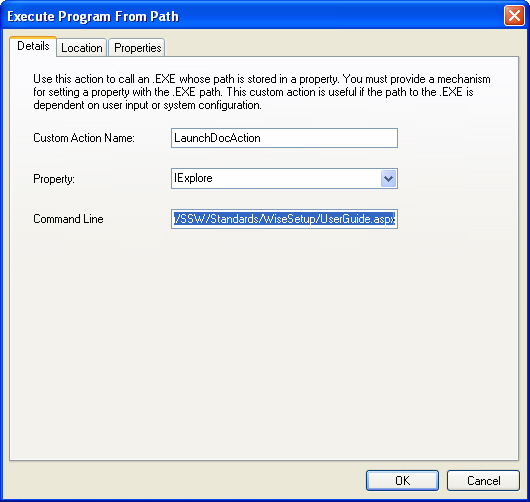 Execute Program From Path
Details Location Properties
Use this action to call an .EXE whose path is stored in a property. You must provide a mechanism
for setting a property with the .EXE path. This custom action is useful if the path to the .EXE is
dependent on user input or system configuration.
Custom Action Name: LaunchDocAction
Property: IExplore
Command Line /SSW/Standards/WiseSetup/UserGuide.aspx
OK Cancel